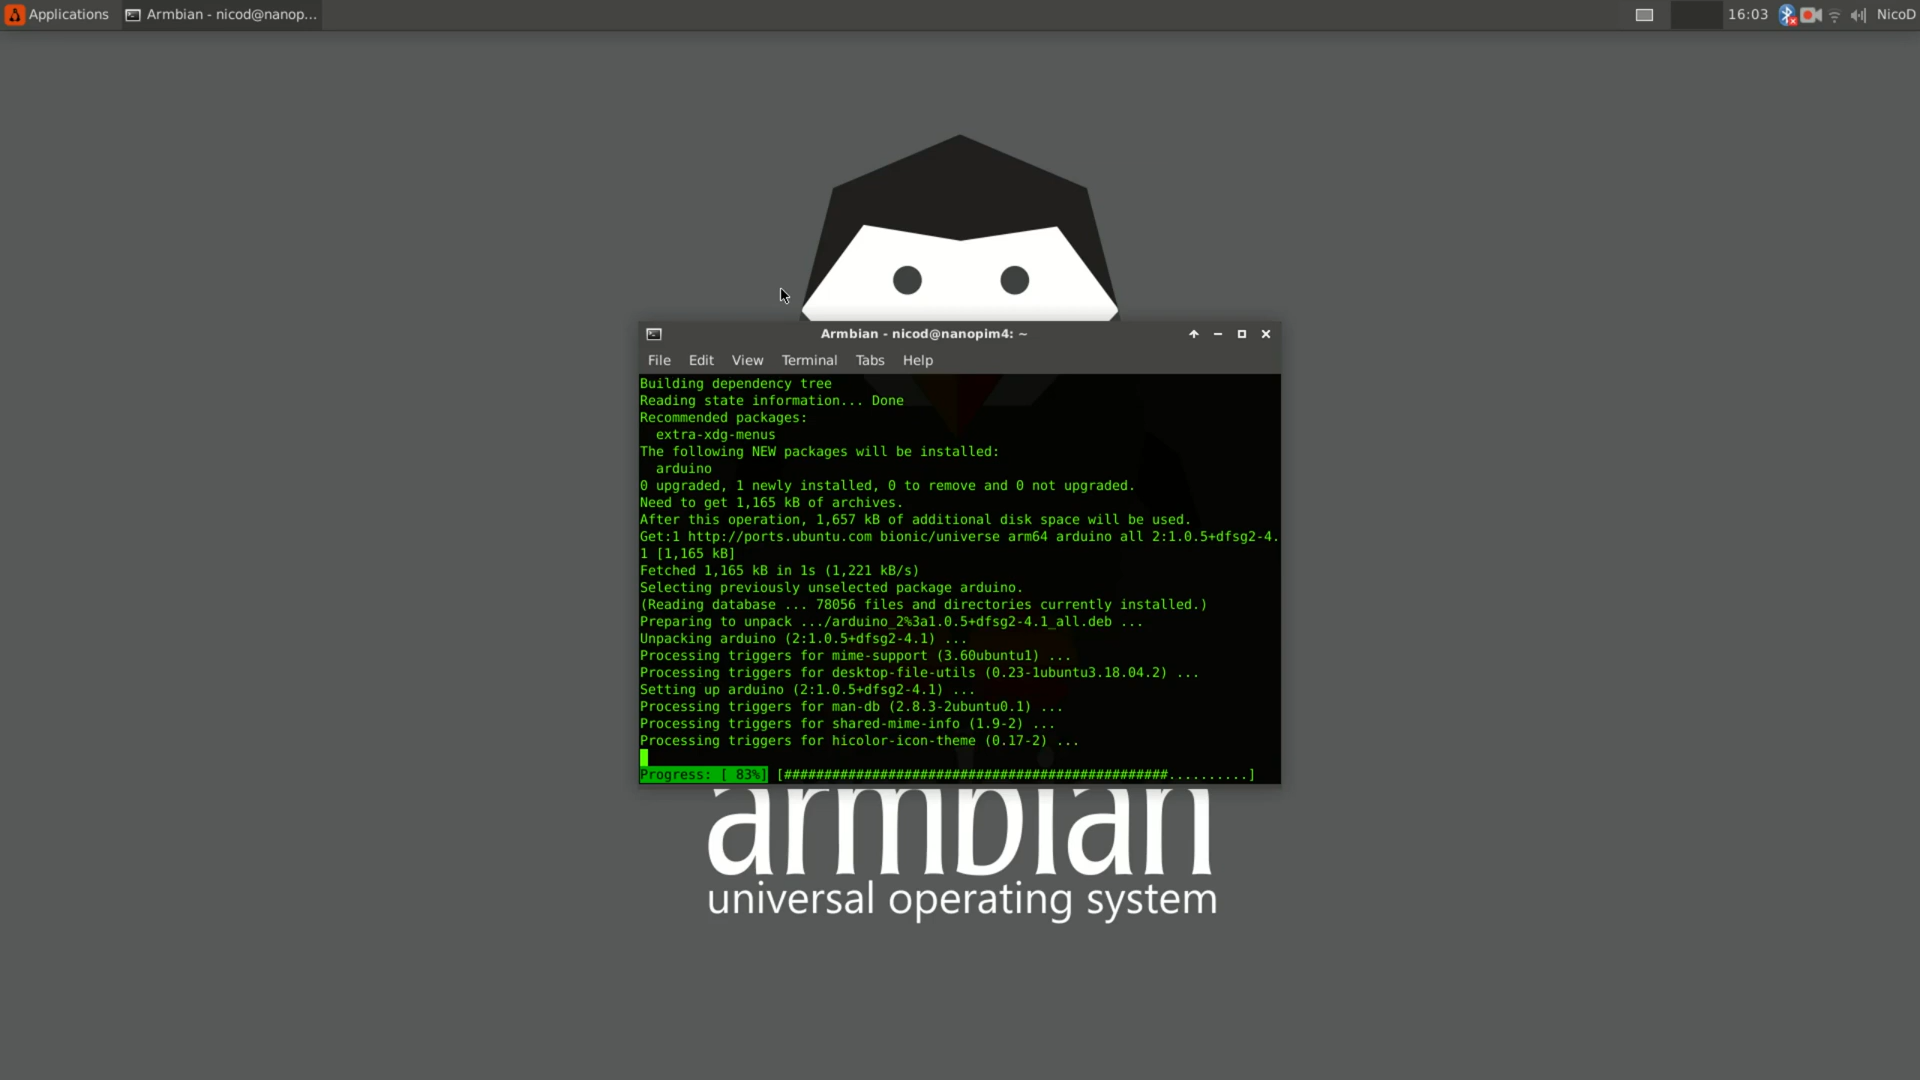 Applications
Armbian - nicod@nanop...
16:03
NicoD
Armbian - nicod@nanopim4: ~
File Edit View Terminal Tabs Help
Building dependency tree
Reading state information... Done
Recommended packages:
extra-xdg-menus
The following NEW packages will be installed:
arduino
0 upgraded, 1 newly installed, 0 to remove and 0 not upgraded.
Need to get 1,165 kB of archives.
After this operation, 1,657 kB of additional disk space will be used.
Get:1 http://ports.ubuntu.com bionic/universe arm64 arduino all 2:1.0.5+dfsg2-4.
1 [1,165 kB]
Fetched 1,165 kB in 1s (1,221 kB/s)
Selecting previously unselected package arduino.
(Reading database ... 78056 files and directories currently installed.)
Preparing to unpack .../arduino_2%3a1.0.5+dfsg2-4.1_all.deb ...
Unpacking arduino (2:1.0.5+dfsg2-4.1) ...
Processing triggers for mime-support (3.60ubuntu1) ...
Processing triggers for desktop-file-utils (0.23-1ubuntu3.18.04.2) ...
Setting up arduino (2:1.0.5+dfsg2-4.1) ...
Processing triggers for man-db (2.8.3-2ubuntu0.1) ...
Processing triggers for shared-mime-info (1.9-2) ...
Processing triggers for hicolor-icon-theme (0.17-2) ...
Progress: [ 83%] [################################################..........]
armbian
universal operating system